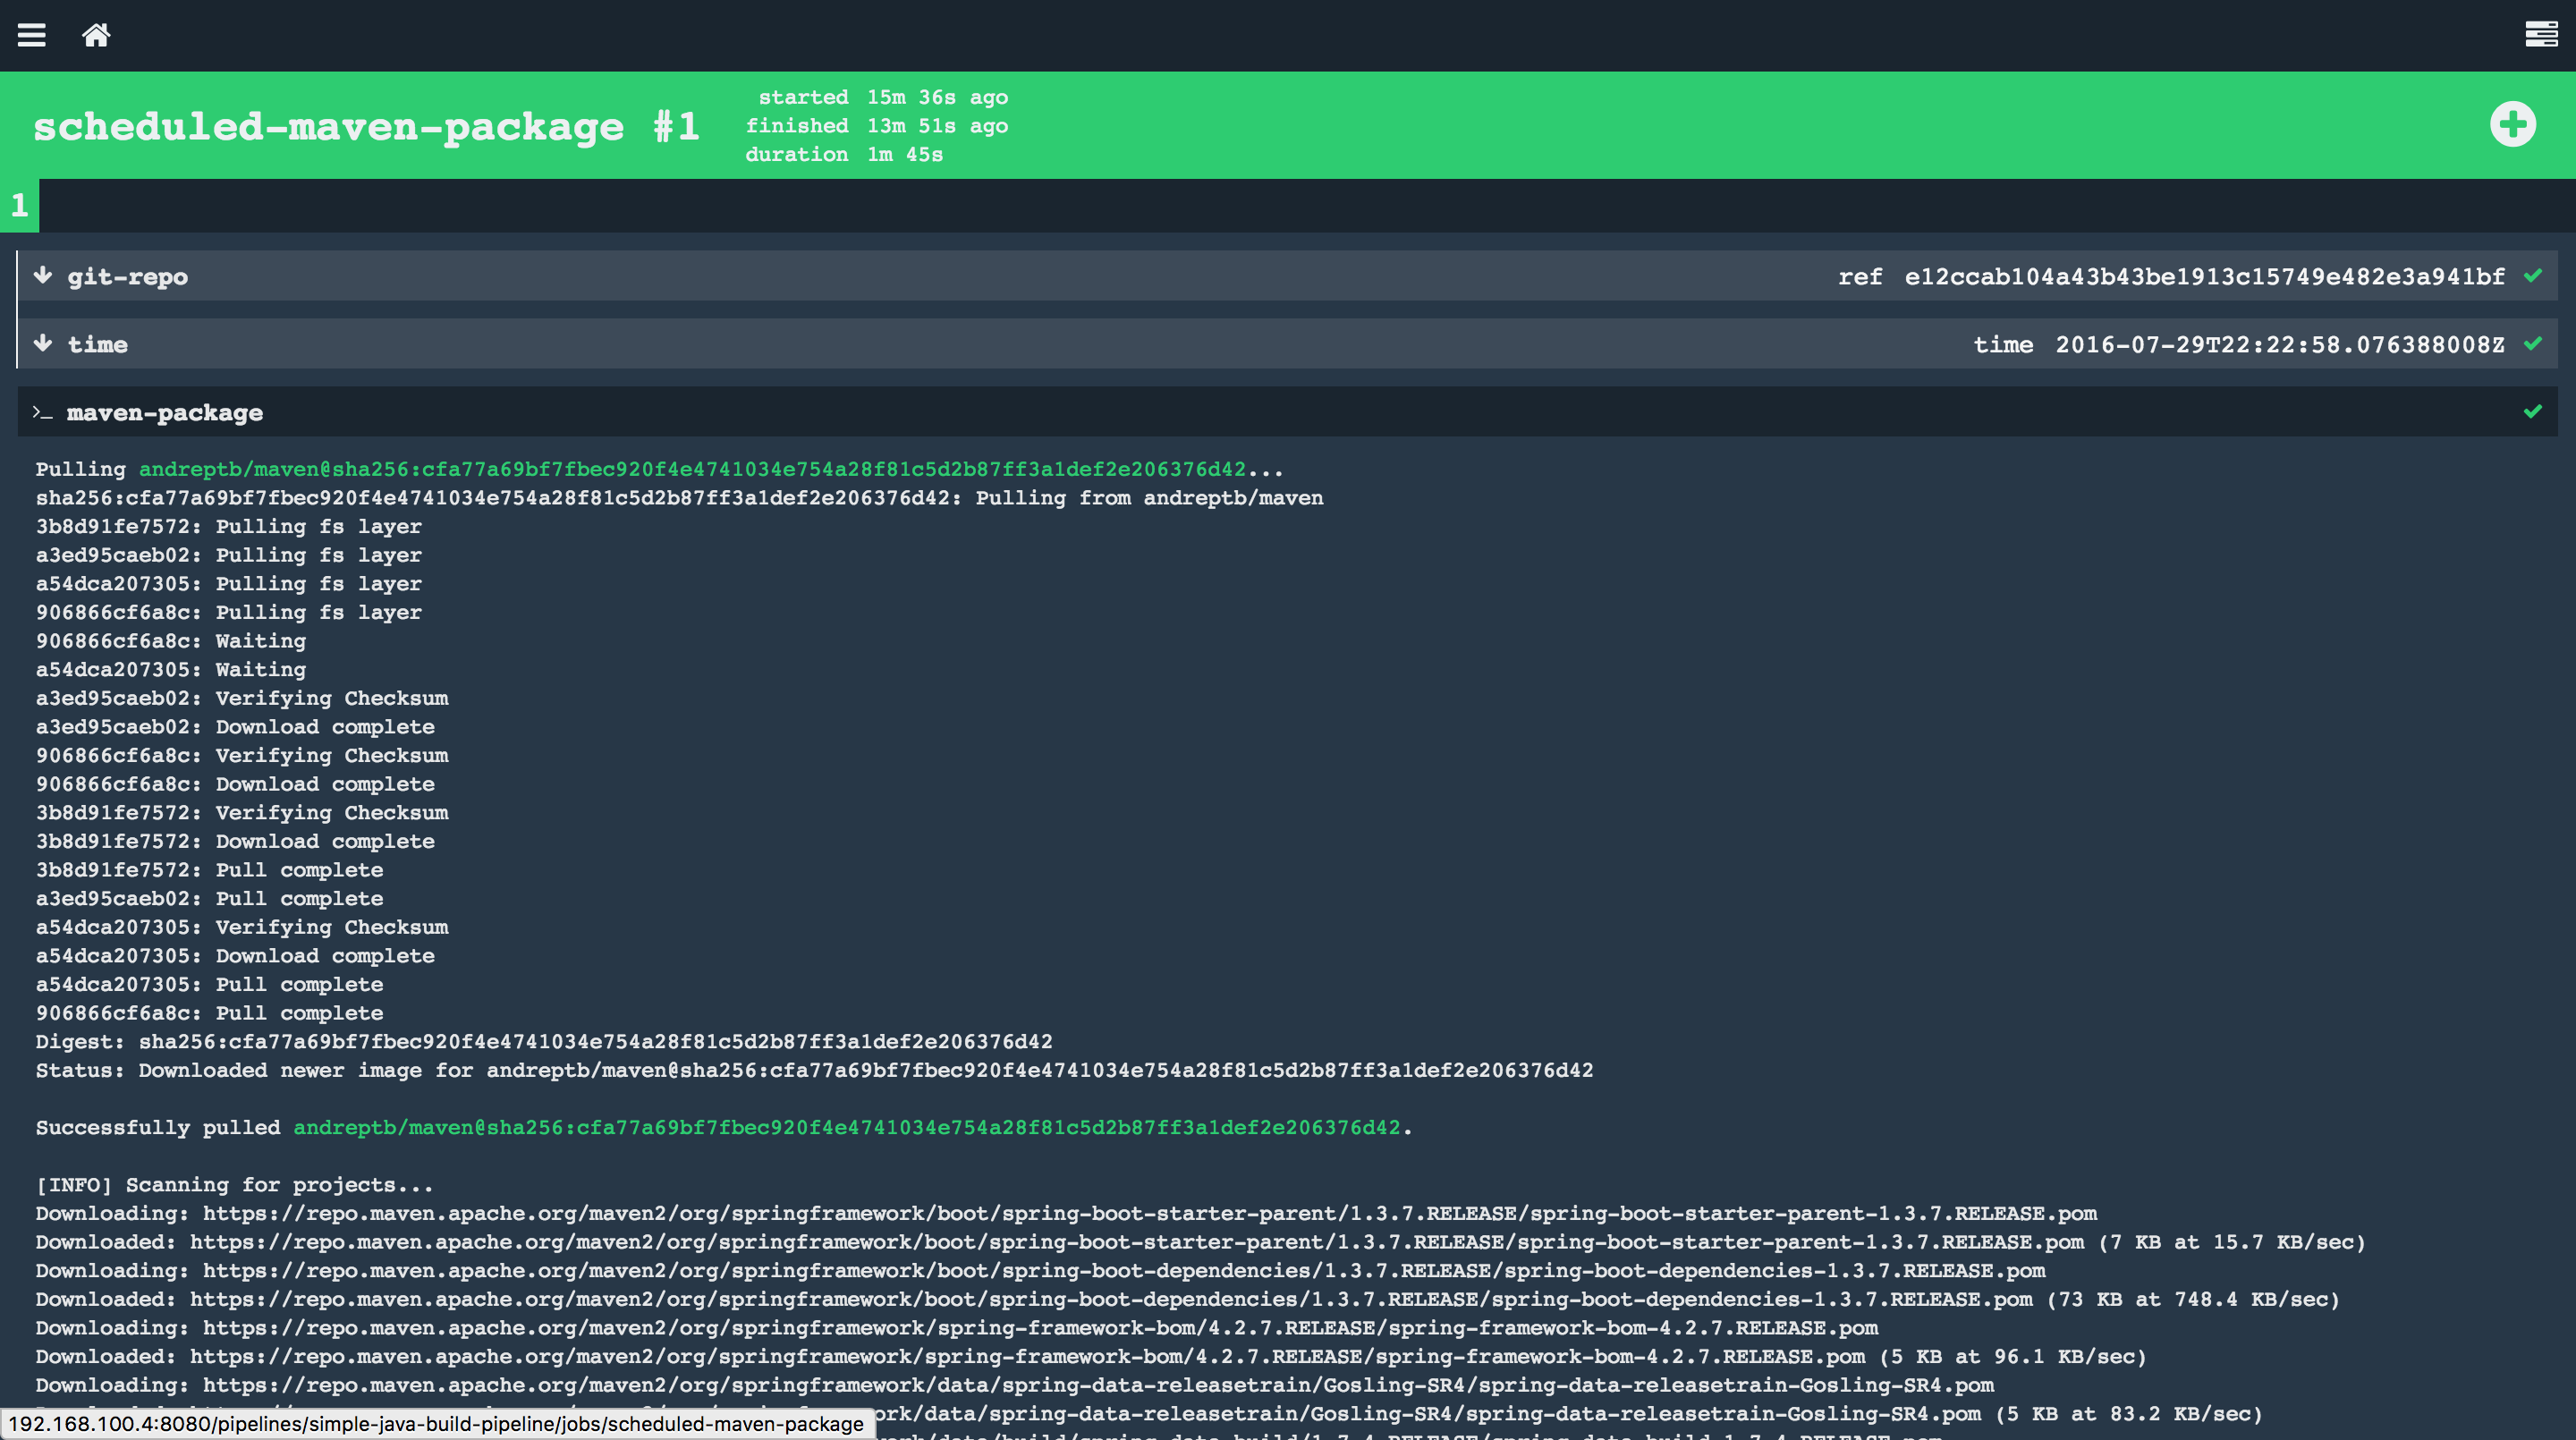 scheduled-maven-package #1
started 15m 36s ago
finished 13m 51s ago
duration 1m 45s
1
git-repo ref e12ccab104a43b43be1913c15749e482e3a941bf
time time 2016-07-29T22:22:58.076388008Z
>_ maven-package
Pulling andreptb/maven@sha256:cfa77a69bf7fbec920f4e4741034e754a28f81c5d2b87ff3a1def2e206376d42...
sha256:cfa77a69bf7fbec920f4e4741034e754a28f81c5d2b87ff3a1def2e206376d42: Pulling from andreptb/maven
3b8d91fe7572: Pulling fs layer
a3ed95caeb02: Pulling fs layer
a54dca207305: Pulling fs layer
906866cf6a8c: Pulling fs layer
906866cf6a8c: Waiting
a54dca207305: Waiting
a3ed95caeb02: Verifying Checksum
a3ed95caeb02: Download complete
906866cf6a8c: Verifying Checksum
906866cf6a8c: Download complete
3b8d91fe7572: Verifying Checksum
3b8d91fe7572: Download complete
3b8d91fe7572: Pull complete
a3ed95caeb02: Pull complete
a54dca207305: Verifying Checksum
a54dca207305: Download complete
a54dca207305: Pull complete
906866cf6a8c: Pull complete
Digest: sha256:cfa77a69bf7fbec920f4e4741034e754a28f81c5d2b87ff3a1def2e206376d42
Status: Downloaded newer image for andreptb/maven@sha256:cfa77a69bf7fbec920f4e4741034e754a28f81c5d2b87ff3a1def2e206376d42
Successfully pulled andreptb/maven@sha256:cfa77a69bf7fbec920f4e4741034e754a28f81c5d2b87ff3a1def2e206376d42.
[INFO] Scanning for projects...
Downloading: https://repo.maven.apache.org/maven2/org/springframework/boot/spring-boot-starter-parent/1.3.7.RELEASE/spring-boot-starter-parent-1.3.7.RELEASE.pom
Downloaded: https://repo.maven.apache.org/maven2/org/springframework/boot/spring-boot-starter-parent/1.3.7.RELEASE/spring-boot-starter-parent-1.3.7.RELEASE.pom (7 KB at 15.7 KB/sec)
Downloading: https://repo.maven.apache.org/maven2/org/springframework/boot/spring-boot-dependencies/1.3.7.RELEASE/spring-boot-dependencies-1.3.7.RELEASE.pom
Downloaded: https://repo.maven.apache.org/maven2/org/springframework/boot/spring-boot-dependencies/1.3.7.RELEASE/spring-boot-dependencies-1.3.7.RELEASE.pom (73 KB at 748.4 KB/sec)
Downloading: https://repo.maven.apache.org/maven2/org/springframework/spring-framework-bom/4.2.7.RELEASE/spring-framework-bom-4.2.7.RELEASE.pom
Downloaded: https://repo.maven.apache.org/maven2/org/springframework/spring-framework-bom/4.2.7.RELEASE/spring-framework-bom-4.2.7.RELEASE.pom (5 KB at 96.1 KB/sec)
Downloading: https://repo.maven.apache.org/maven2/org/springframework/data/spring-data-releasetrain/Gosling-SR4/spring-data-releasetrain-Gosling-SR4.pom
rk/data/spring-data-releasetrain/Gosling-SR4/spring-data-releasetrain-Gosling-SR4.pom (5 KB at 83.2 KB/sec)
192.168.100.4:8080/pipelines/simple-java-build-pipeline/jobs/scheduled-maven-package